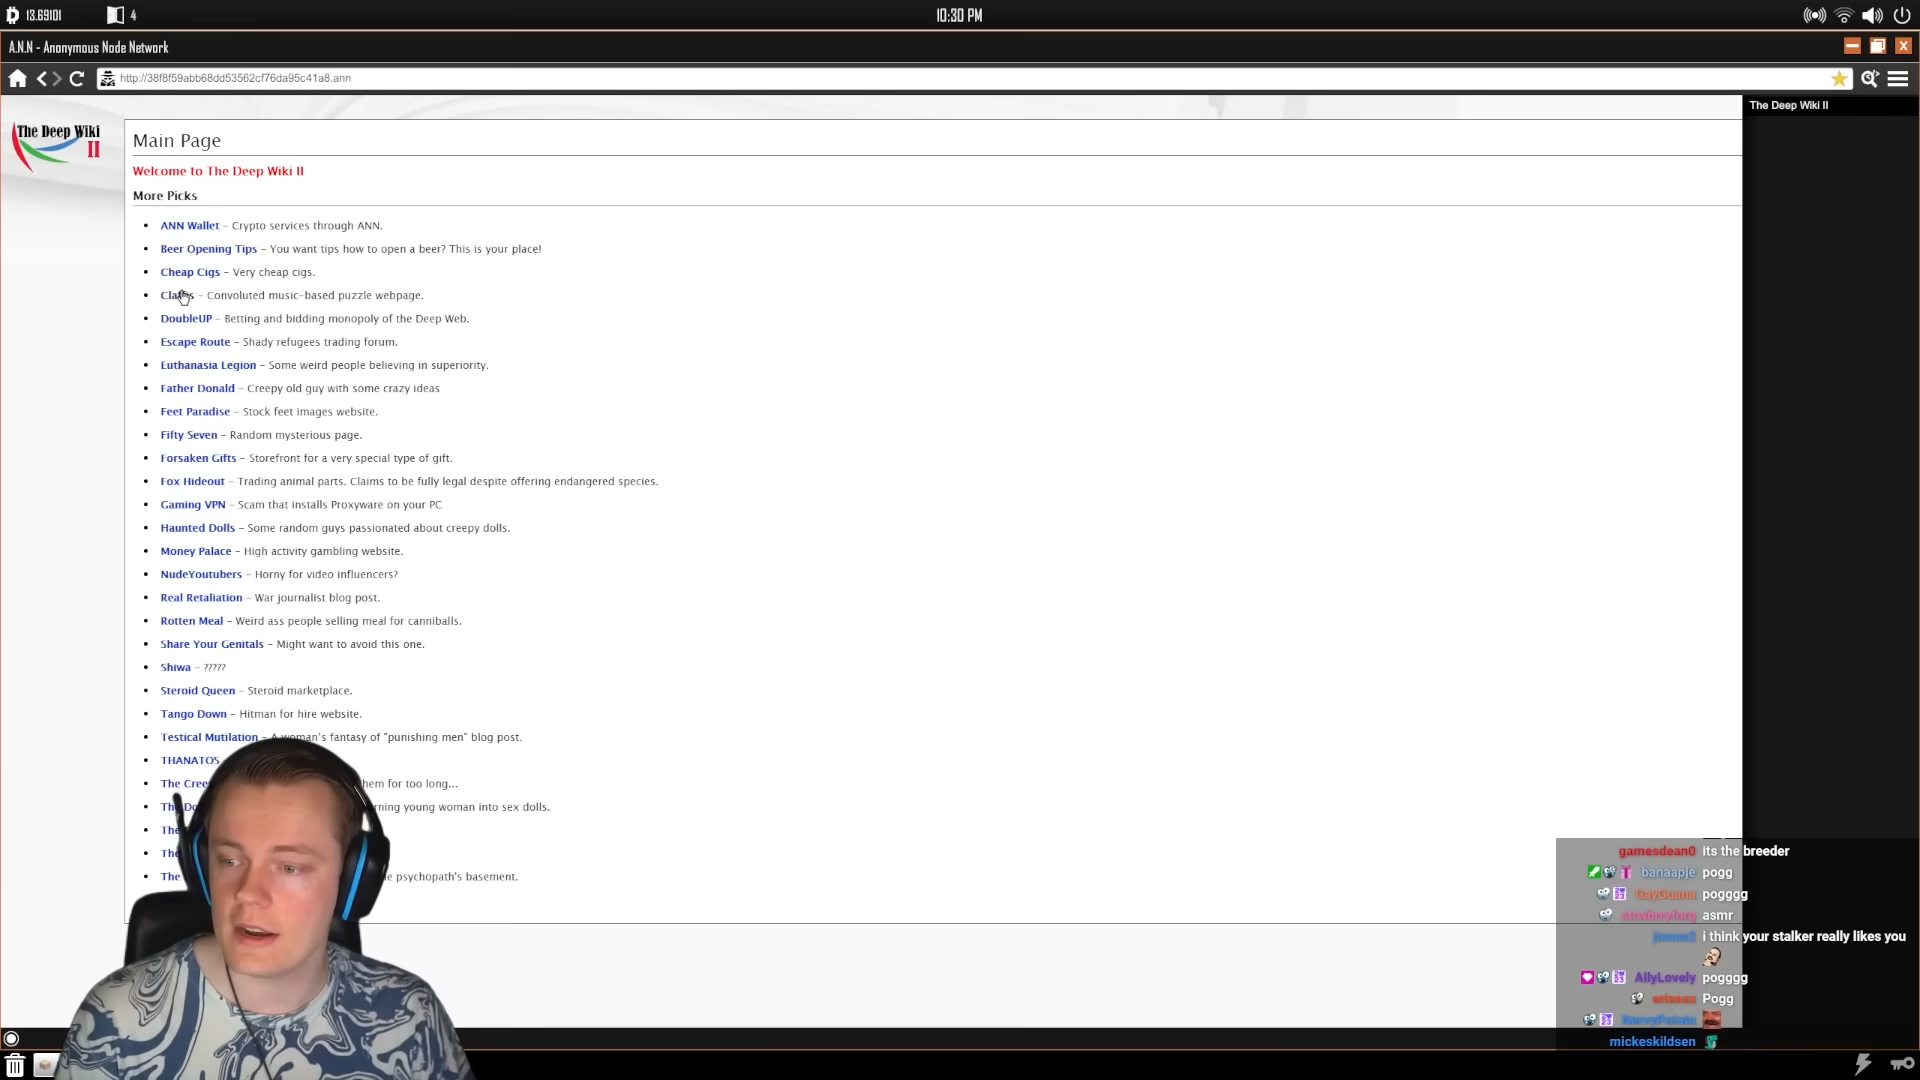 13.69101
4
10:30 PM
A.N.N - Anonymous Node Network
http://38f8f59abb68dd53562cf76da95c41a8.ann
The Deep Wiki II
The Deep Wiki
II
Main Page
Welcome to The Deep Wiki II
More Picks
ANN Wallet - Crypto services through ANN.
Beer Opening Tips - You want tips how to open a beer? This is your place!
Cheap Cigs - Very cheap cigs.
- Convoluted music-based puzzle webpage.
DoubleUP - Betting and bidding monopoly of the Deep Web.
Escape Route - Shady refugees trading forum.
Euthanasia Legion - Some weird people believing in superiority.
Father Donald - Creepy old guy with some crazy ideas
Feet Paradise - Stock feet images website.
Fifty Seven - Random mysterious page.
Forsaken Gifts - Storefront for a very special type of gift.
Fox Hideout - Trading animal parts. Claims to be fully legal despite offering endangered species.
Gaming VPN - Scam that installs Proxyware on your PC
Haunted Dolls - Some random guys passionated about creepy dolls.
Money Palace - High activity gambling website.
NudeYoutubers - Horny for video influencers?
Real Retaliation - War journalist blog post.
Rotten Meal - Weird ass people selling meal for canniballs.
Share Your Genitals - Might want to avoid this one.
Shiwa - ?????
Steroid Queen - Steroid marketplace.
Tango Down - Hitman for hire website.
Testical Mutilation - A woman's fantasy of "punishing men" blog post.
THANATOS
The them for too long...
The young woman into sex dolls.
The
The
The psychopath's basement.
gamesdean0 its the breeder
banaapje pogg
GayGuana pogggg
asmr
i think your stalker really likes you
AllyLovely pogggg
Pogg
mickeskildsen